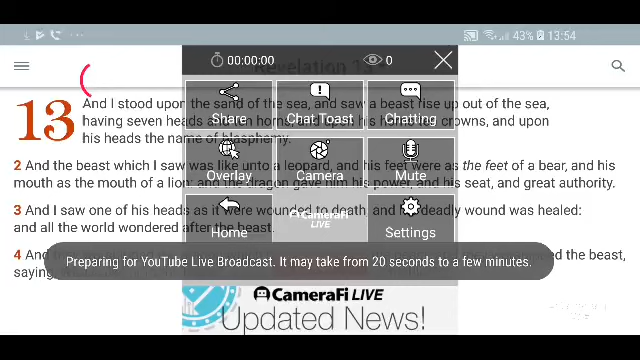 43% 13:54
00:00:00 0
Revelation 13
13 And I stood upon the sand of the sea, and saw a beast rise up out of the sea,
having seven heads and ten horns, and upon his horns ten crowns, and upon
his heads the name of blasphemy.
Share Chat Toast Chatting
2 And the beast which I saw was like unto a leopard, and his feet were as the feet of a bear, and his
mouth as the mouth of a lion: and the dragon gave him his power, and his seat, and great authority.
Overlay Camera Mute
3 And I saw one of his heads as it were wounded to death; and his deadly wound was healed:
and all the world wondered after the beast.
CameraFi
LIVE
Home Settings
4 And the the beast,
saying,
Preparing for YouTube Live Broadcast. It may take from 20 seconds to a few minutes.
CameraFi LIVE
Updated News!